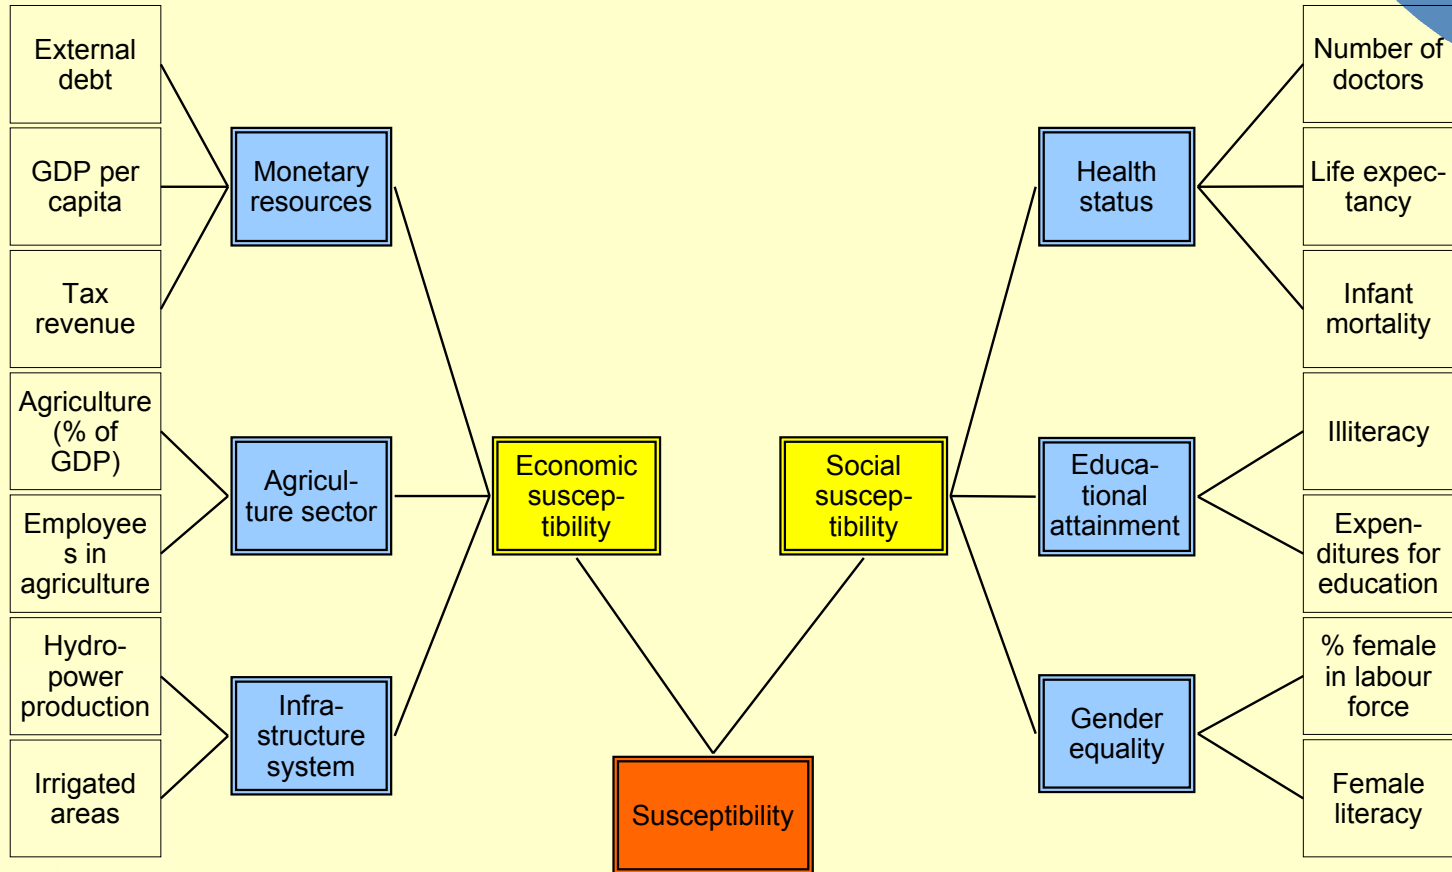 External
debt
GDP per
capita
Tax
revenue
Agriculture
(% of
GDP)
Employee
s in
agriculture
Hydro-
power
production
Irrigated
areas
Monetary
resources
Agricul-
ture sector
Infra-
structure
system
Economic
suscep-
tibility
Susceptibility
Social
suscep-
tibility
Health
status
Educa-
tional
attainment
Gender
equality
Number of
doctors
Life expec-
tancy
Infant
mortality
Illiteracy
Expen-
ditures for
education
% female
in labour
force
Female
literacy